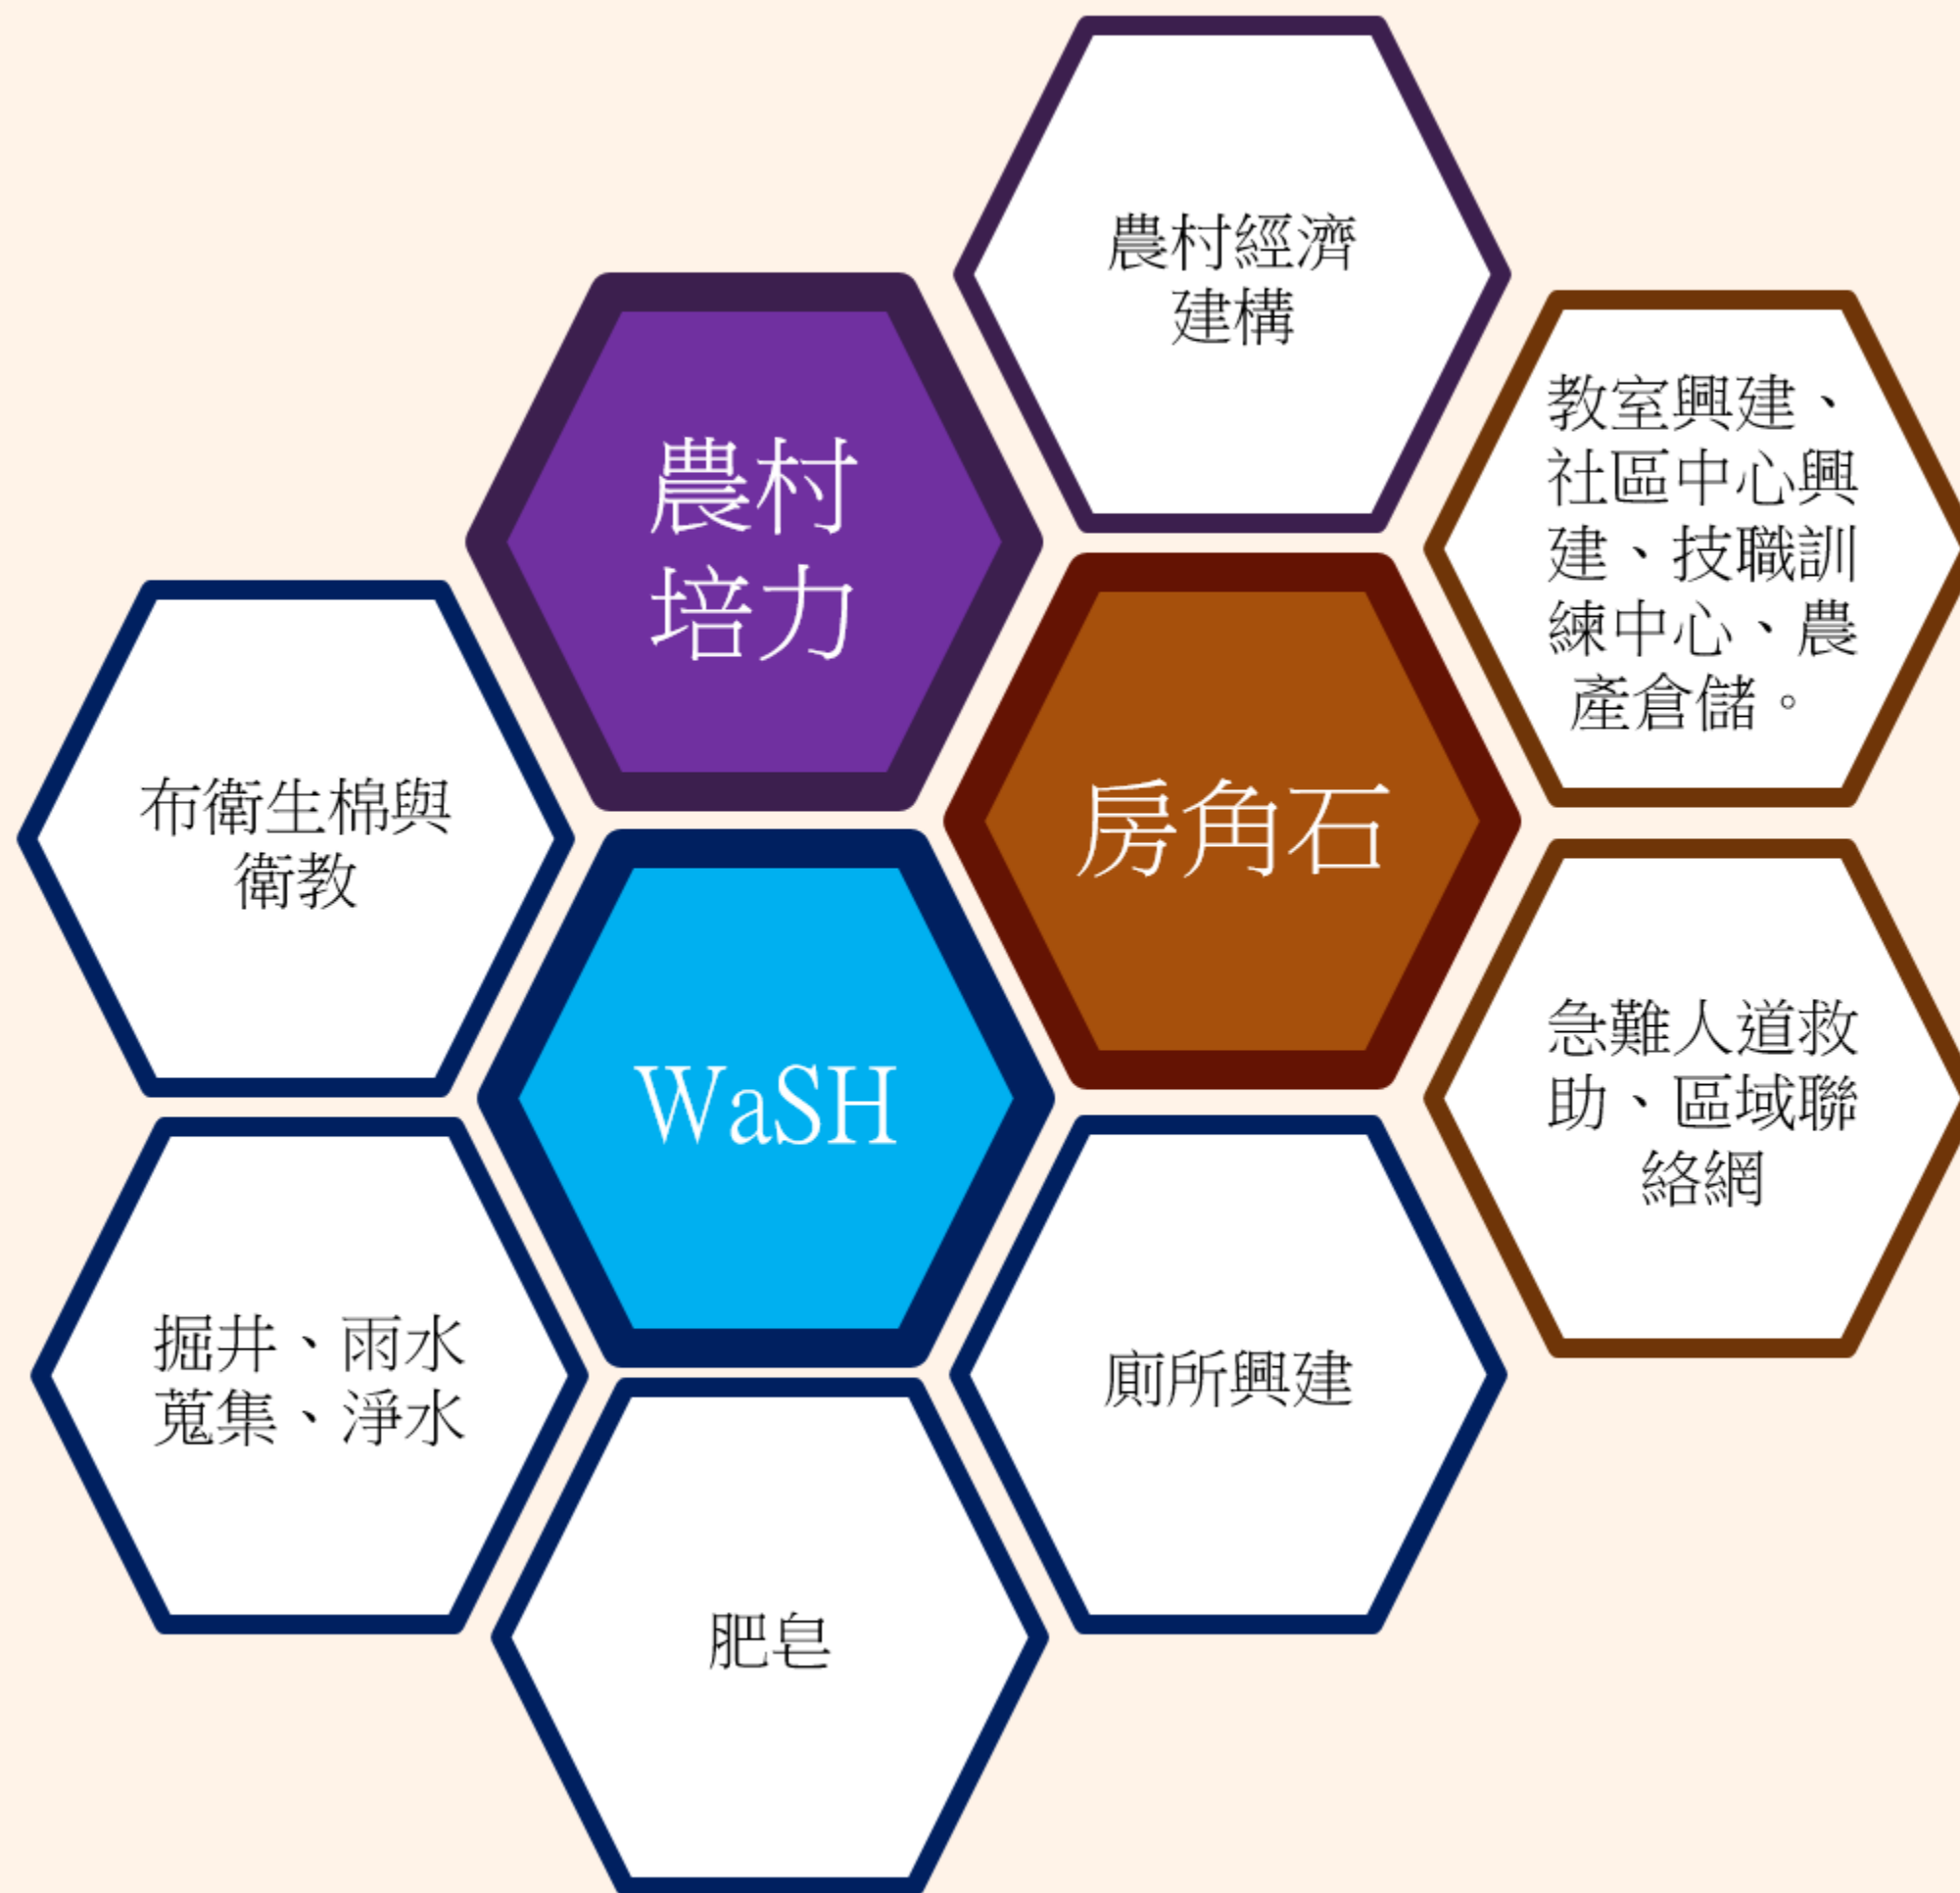 農村經濟
建構
農村
培力
教室興建、
社區中心興
建、技職訓
練中心、農
產倉儲。
房角石
布衛生棉與
衛教
WaSH
急難人道救
助、區域聯
絡網
掘井、雨水
蒐集、淨水
廁所興建
肥皂